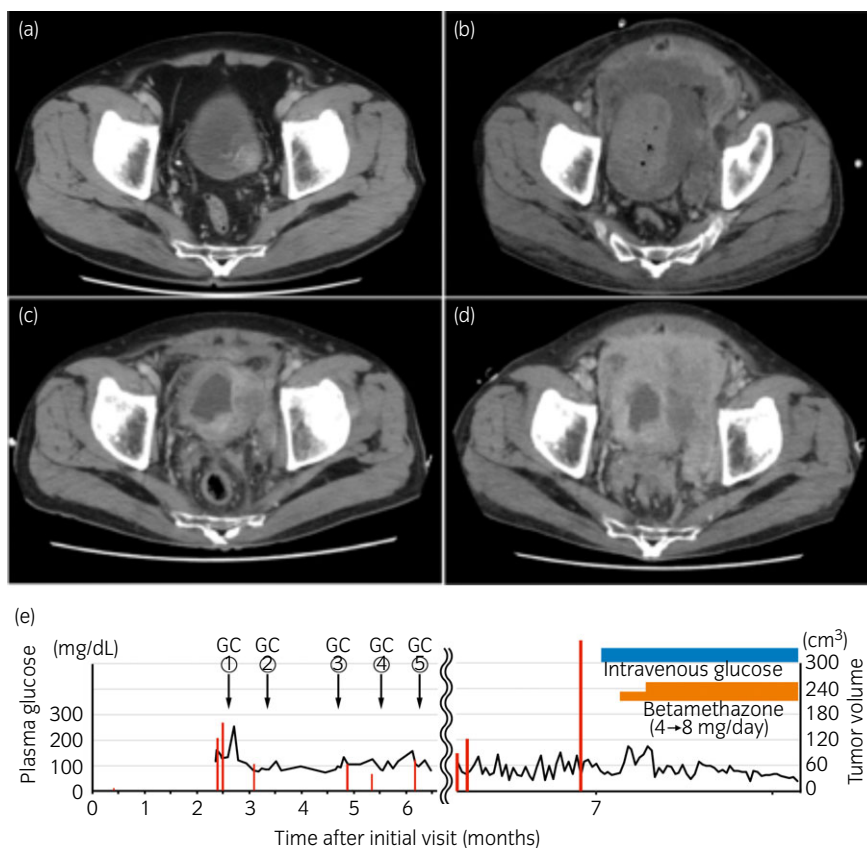 (a)
(b)
(c)
(d)
(e)
(mg/dL)
Plasma glucose
300
200
100
0
GC
①
GC
②
GC
③
GC
④
GC
⑤
0 1 2 3 4 5 6 7
Time after initial visit (months)
Intravenous glucose
Betamethazone
(4→8 mg/day)
(cm³)
300
240
180
120
60
0
Tumor volume